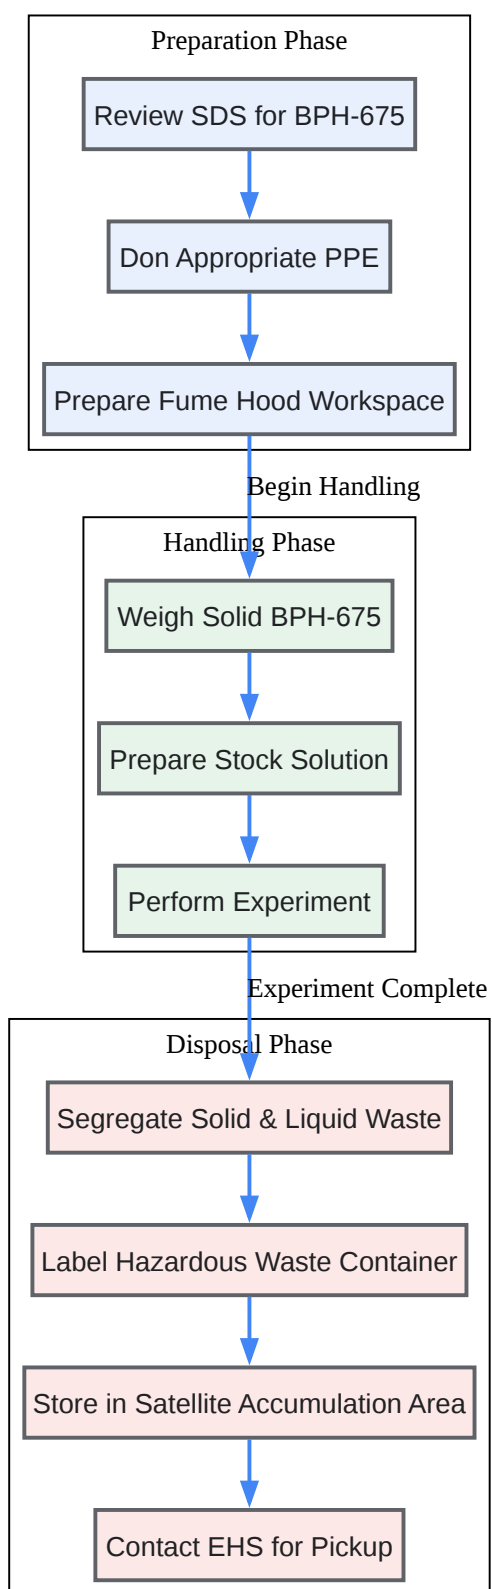 Preparation Phase
Review SDS for BPH-675
Don Appropriate PPE
Prepare Fume Hood Workspace
Begin Handling
Handling Phase
Weigh Solid BPH-675
Prepare Stock Solution
Perform Experiment
Experiment Complete
Disposal Phase
Segregate Solid & Liquid Waste
Label Hazardous Waste Container
Store in Satellite Accumulation Area
Contact EHS for Pickup